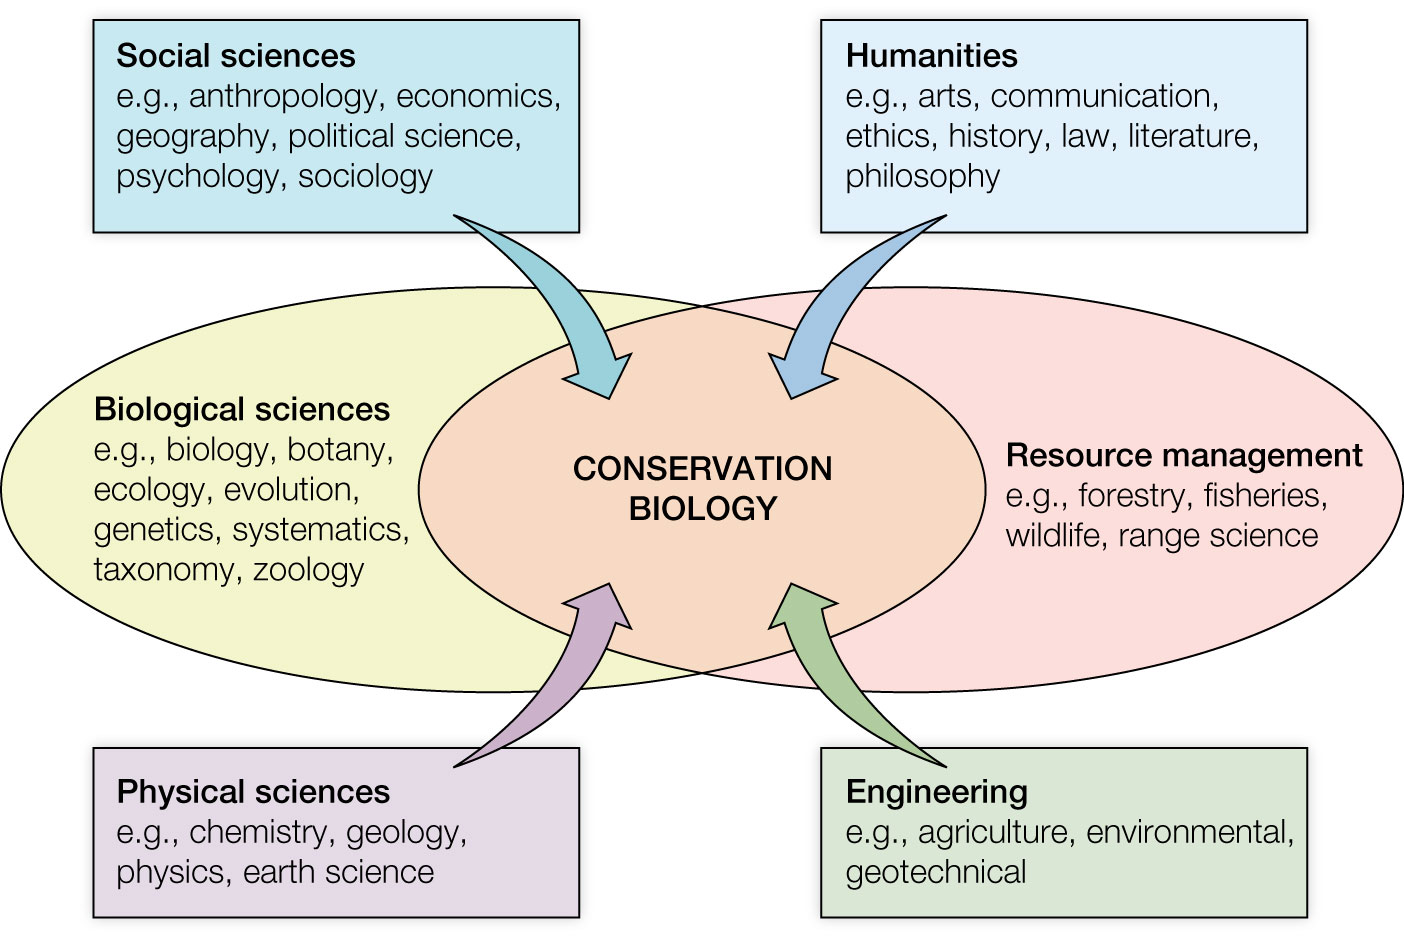 Social sciences
e.g., anthropology, economics,
geography, political science,
psychology, sociology
Humanities
e.g., arts, communication,
ethics, history, law, literature,
philosophy
Biological sciences
e.g., biology, botany,
ecology, evolution,
genetics, systematics,
taxonomy, zoology
CONSERVATION
BIOLOGY
Resource management
e.g., forestry, fisheries,
wildlife, range science
Physical sciences
e.g., chemistry, geology,
physics, earth science
Engineering
e.g., agriculture, environmental,
geotechnical